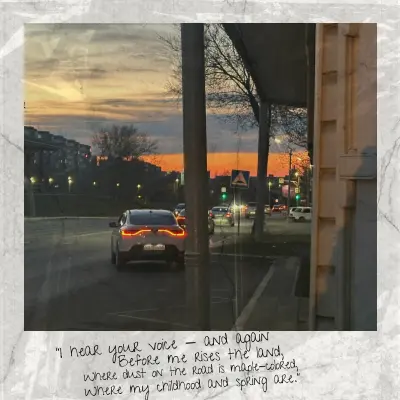 "I hear your voice — and again
Before me rises the land,
Where dust on the road is maple-colored,
Where my childhood and spring are."